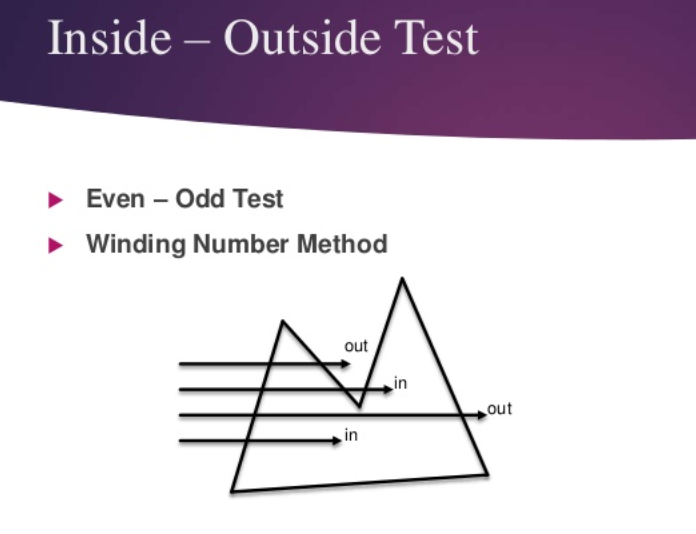 Inside – Outside Test
Even – Odd Test
Winding Number Method
out
in
out
in